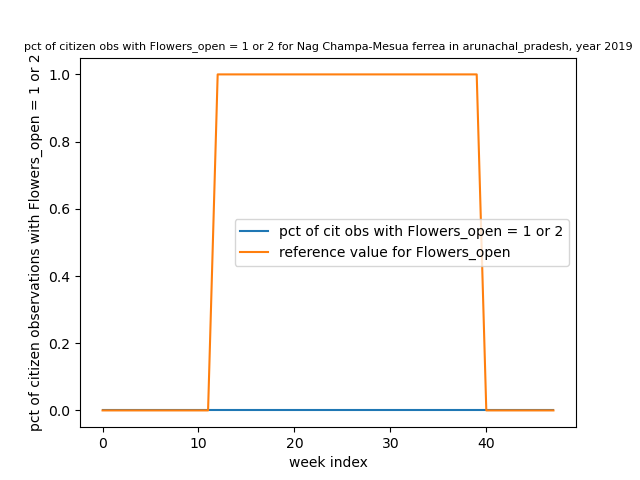 pct of citizen obs with Flowers_open = 1 or 2 for Nag Champa-Mesua ferrea in arunachal_pradesh, year 2019
pct of citizen observations with Flowers_open = 1 or 2
1.0
0.8
0.6
0.4
0.2
0.0
pct of cit obs with Flowers_open = 1 or 2
reference value for Flowers_open
0 10 20 30 40
week index